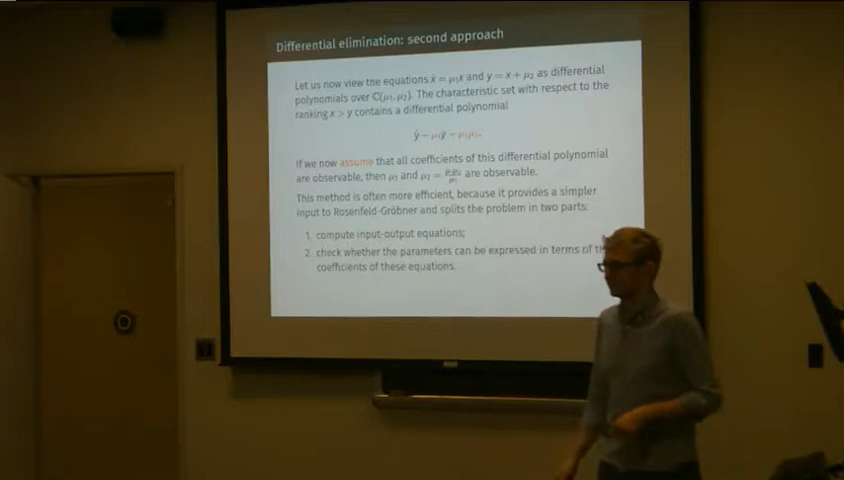 Differential elimination: second approach
Let us now view the equations ẋ = μ₁x and y = x + μ₂ as differential
polynomials over C(μ₁, μ₂). The characteristic set with respect to the
ranking x > y contains a differential polynomial
ẏ − μ₁y − μ₁μ₂.
If we now assume that all coefficients of this differential polynomial
are observable, then μ₁ and μ₂ = μ₁μ₂/μ₁ are observable.
This method is often more efficient, because it provides a simpler
input to Rosenfeld-Gröbner and splits the problem in two parts:
1. compute input-output equations;
2. check whether the parameters can be expressed in terms of
coefficients of these equations.